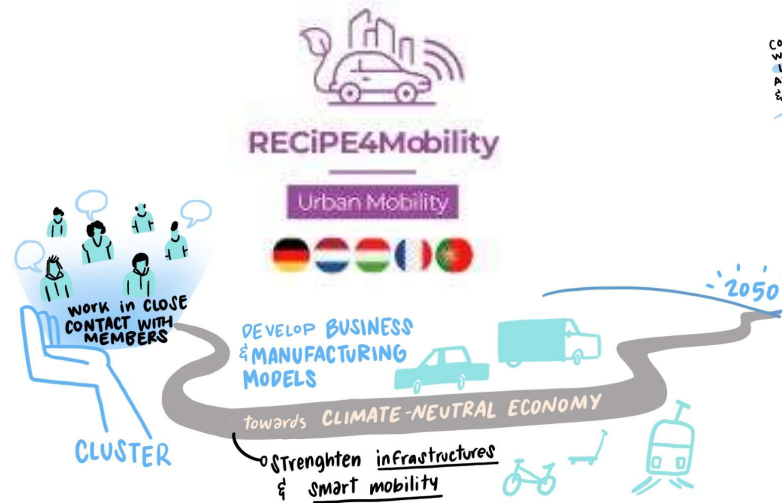 RECiPE4Mobility
Urban Mobility
WORK in CLOSE
CONTACT WITH
MEMBERS
CLUSTER
DEVELOP BUSINESS
& MANUFACTURING
MODELS
towards CLIMATE-NEUTRAL ECONOMY
STrenghten infrastructures
& smart mobility
2050